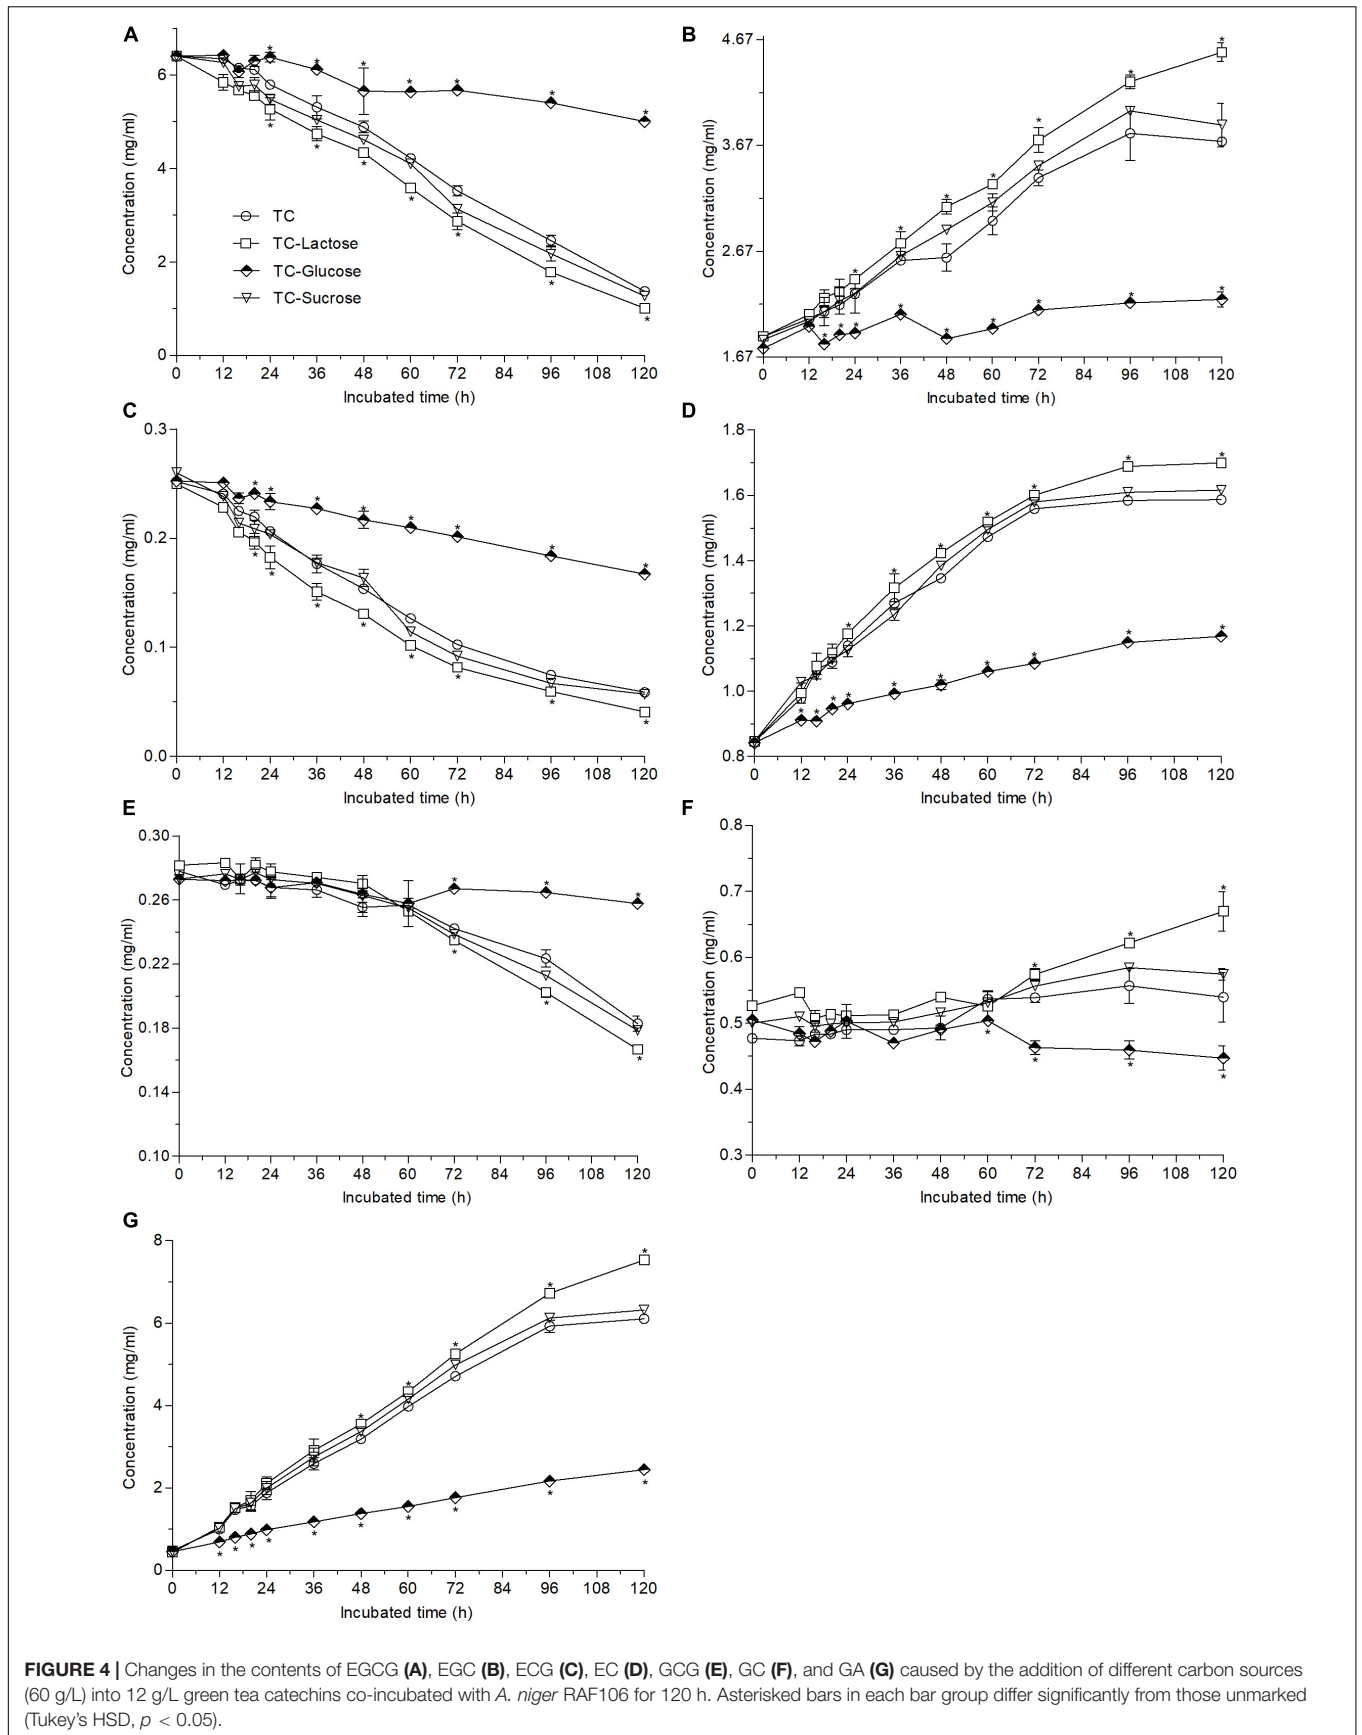 A
Concentration (mg/ml)
6
4
2
0
TC
TC-Lactose
TC-Glucose
TC-Sucrose
0 12 24 36 48 60 72 84 96 108 120
Incubated time (h)
B
Concentration (mg/ml)
4.67
3.67
2.67
1.67
0 12 24 36 48 60 72 84 96 108 120
Incubated time (h)
C
Concentration (mg/ml)
0.3
0.2
0.1
0.0
0 12 24 36 48 60 72 84 96 108 120
Incubated time (h)
D
Concentration (mg/ml)
1.8
1.6
1.4
1.2
1.0
0.8
0 12 24 36 48 60 72 84 96 108 120
Incubated time (h)
E
Concentration (mg/ml)
0.30
0.26
0.22
0.18
0.14
0.10
0 12 24 36 48 60 72 84 96 108 120
Incubated time (h)
F
Concentration (mg/ml)
0.8
0.7
0.6
0.5
0.4
0.3
0 12 24 36 48 60 72 84 96 108 120
Incubated time (h)
G
Concentration (mg/ml)
8
6
4
2
0
0 12 24 36 48 60 72 84 96 108 120
Incubated time (h)
FIGURE 4 | Changes in the contents of EGCG (A), EGC (B), ECG (C), EC (D), GCG (E), GC (F), and GA (G) caused by the addition of different carbon sources
(60 g/L) into 12 g/L green tea catechins co-incubated with A. niger RAF106 for 120 h. Asterisked bars in each bar group differ significantly from those unmarked
(Tukey's HSD, p < 0.05).